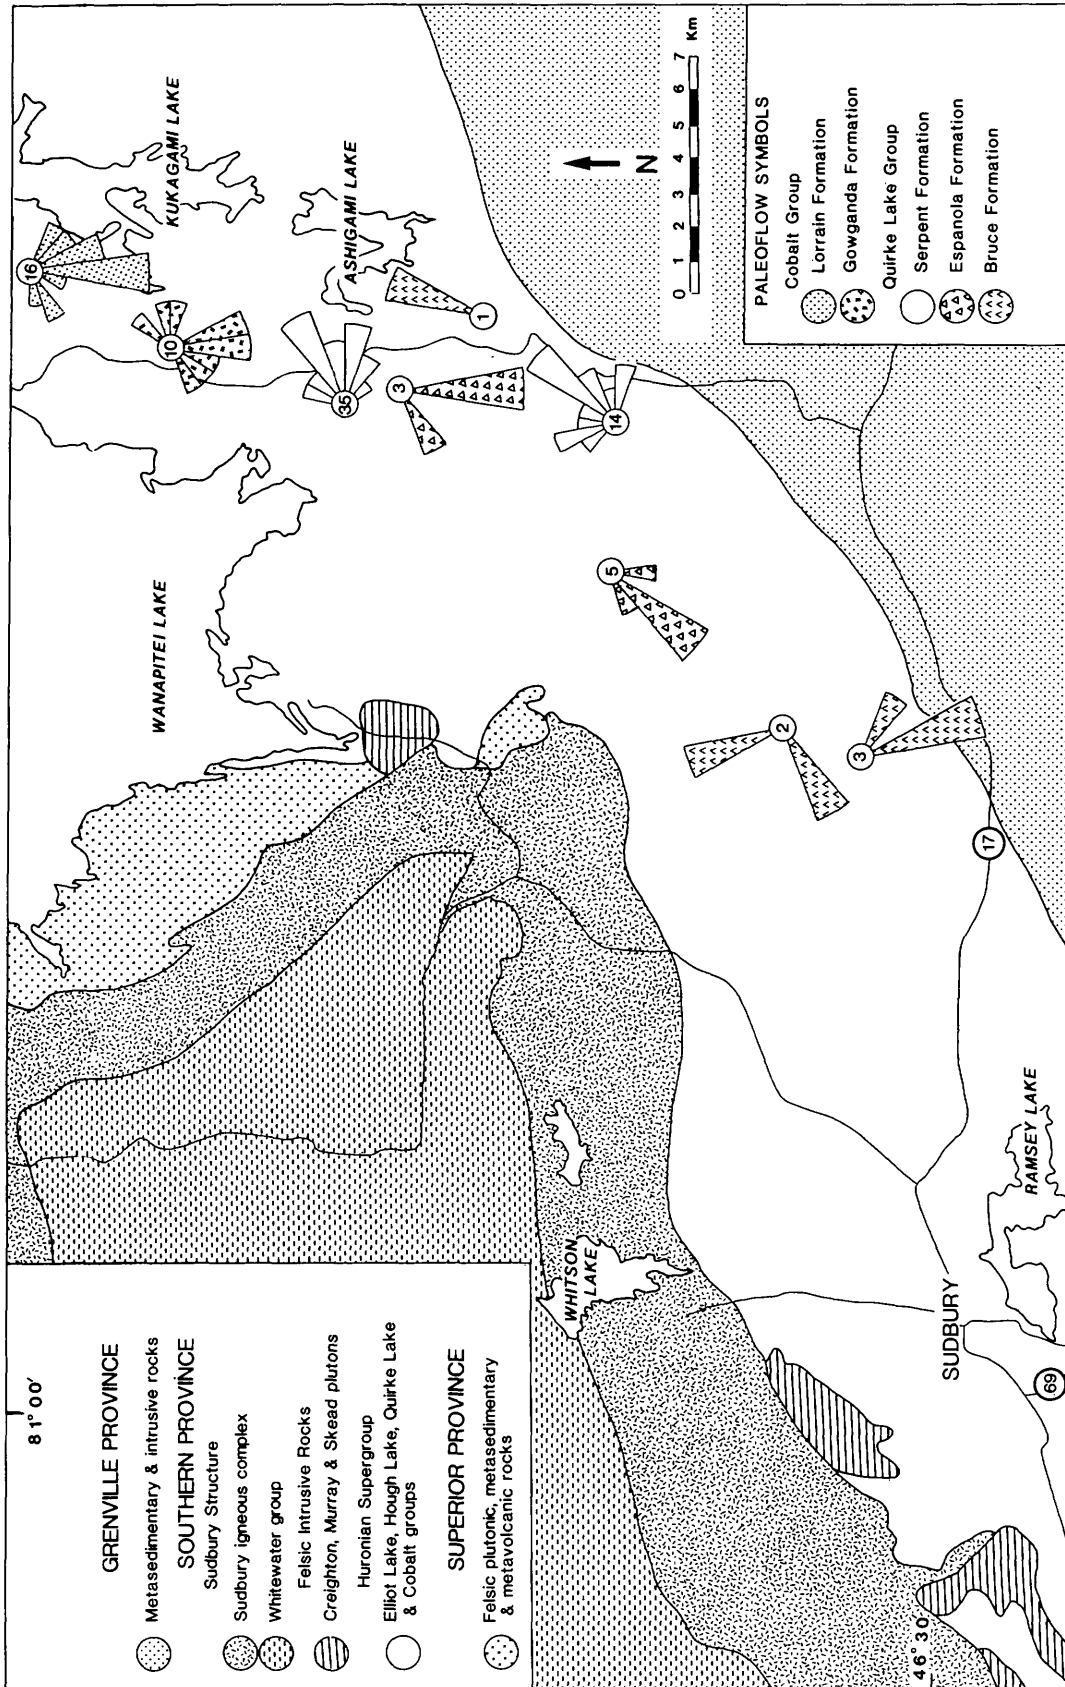 81° 00′
GRENVILLE PROVINCE
Metasedimentary & intrusive rocks
SOUTHERN PROVINCE
Sudbury Structure
Sudbury igneous complex
Whitewater group
Felsic Intrusive Rocks
Creighton, Murray & Skead plutons
Huronian Supergroup
Elliot Lake, Hough Lake, Quirke Lake
& Cobalt groups
SUPERIOR PROVINCE
Felsic plutonic, metasedimentary
& metavolcanic rocks
WANAPITEI LAKE
KUKAGAMI LAKE
ASHIGAMI LAKE
16
10
35
3
1
14
5
2
3
WHITSON
LAKE
SUDBURY
RAMSEY LAKE
17
69
46° 30
N
0 1 2 3 4 5 6 7
Km
PALEOFLOW SYMBOLS
Cobalt Group
Lorrain Formation
Gowganda Formation
Quirke Lake Group
Serpent Formation
Espanola Formation
Bruce Formation